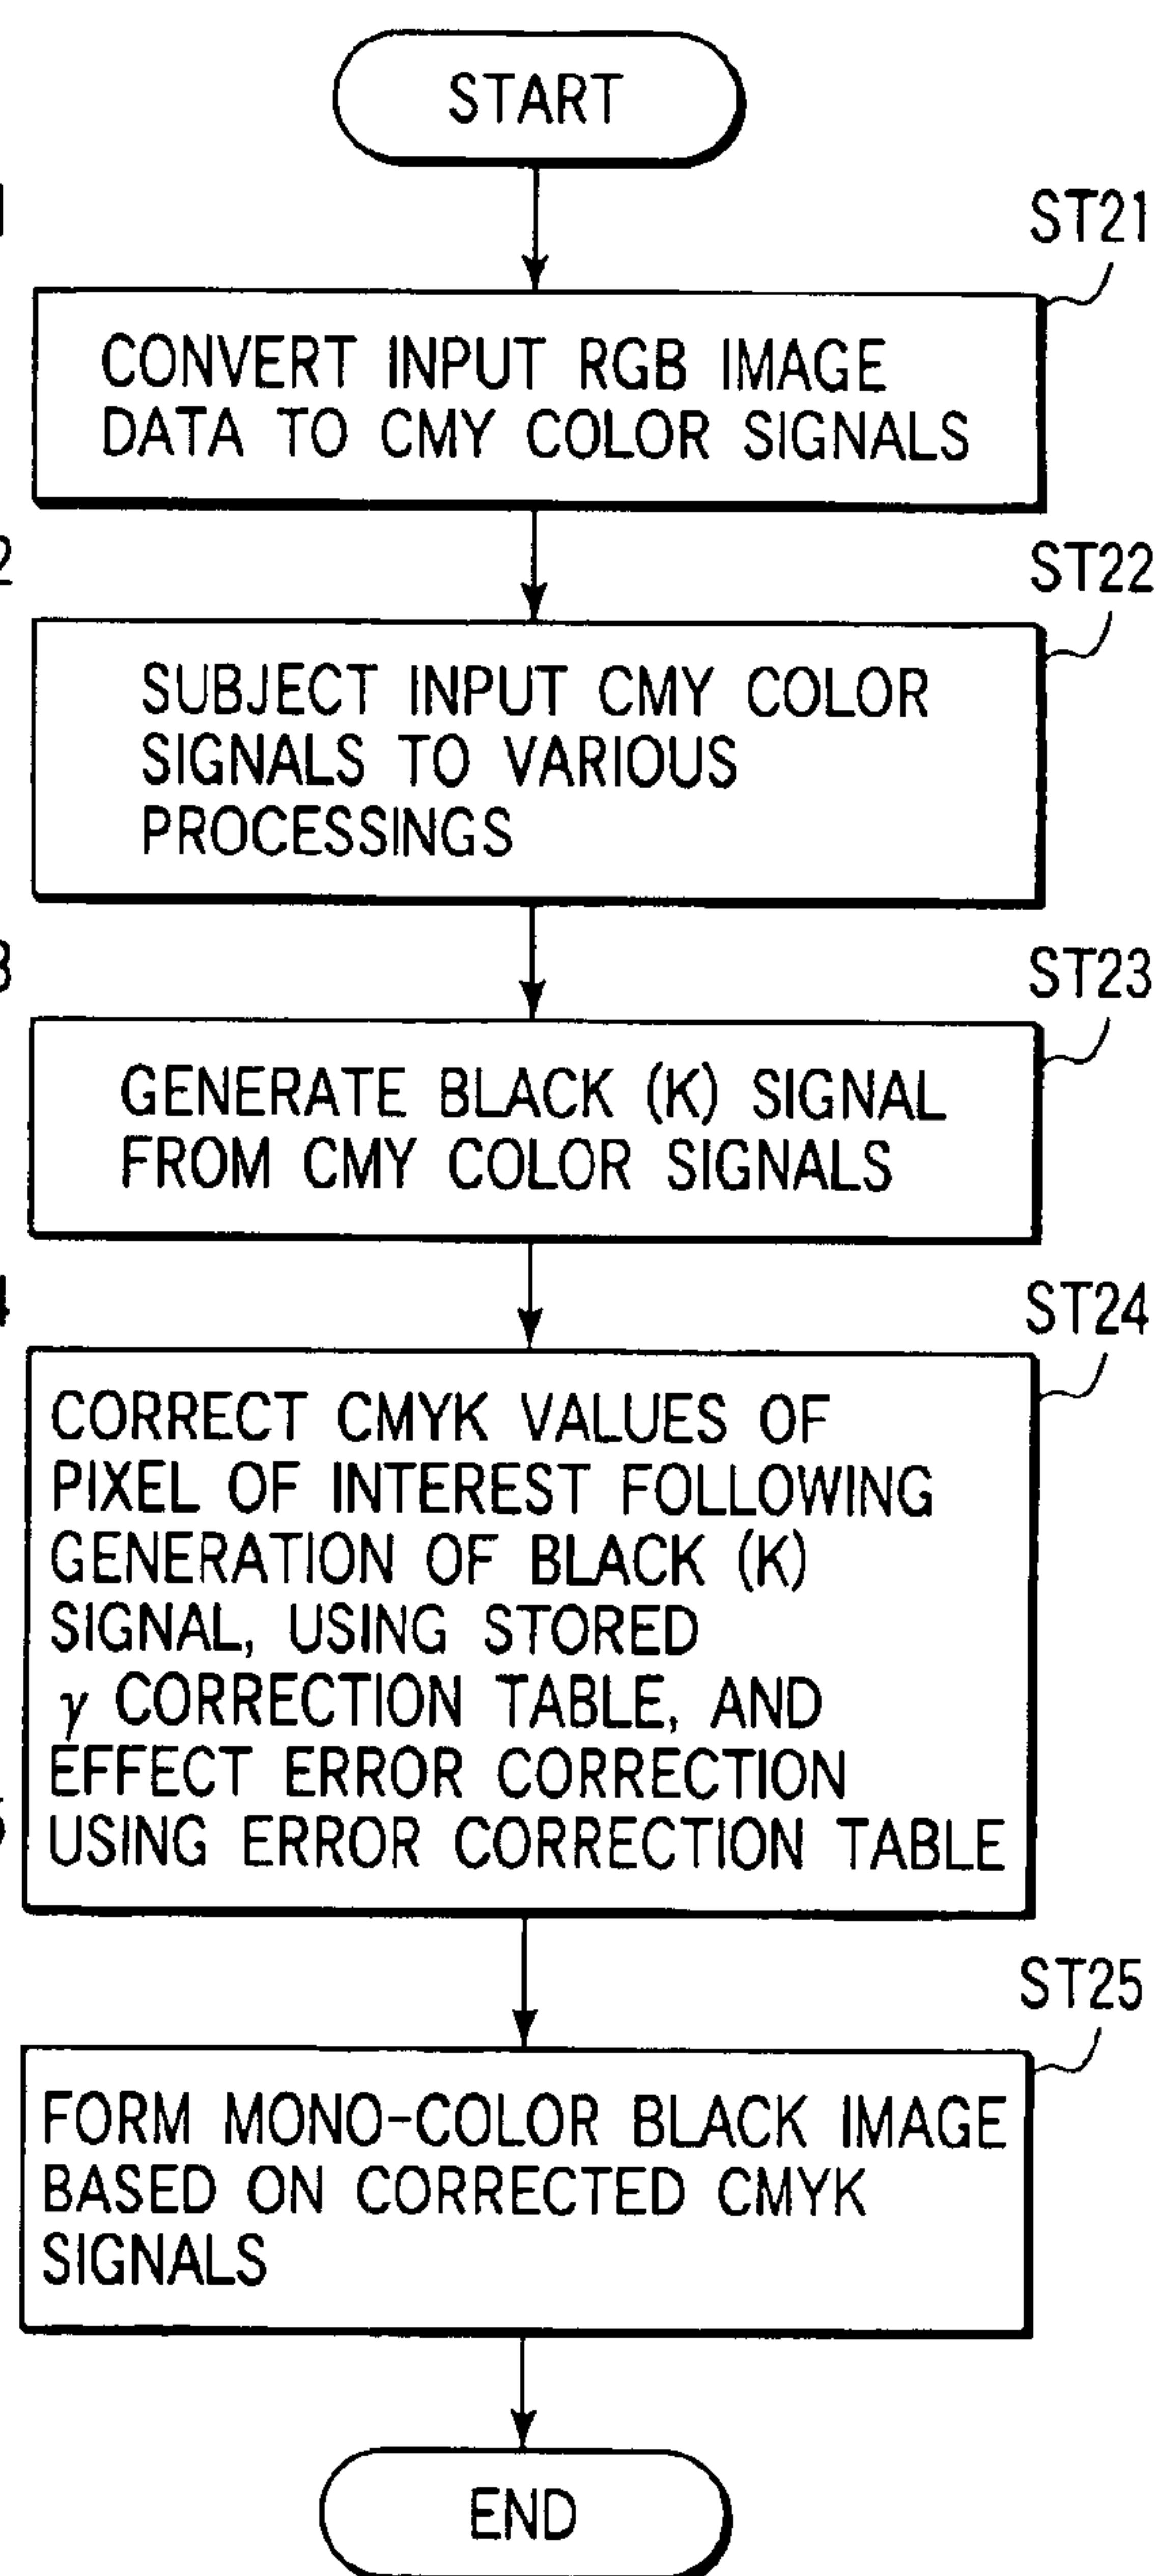 START
ST21
CONVERT INPUT RGB IMAGE
DATA TO CMY COLOR SIGNALS
ST22
SUBJECT INPUT CMY COLOR
SIGNALS TO VARIOUS
PROCESSINGS
ST23
GENERATE BLACK (K) SIGNAL
FROM CMY COLOR SIGNALS
ST24
CORRECT CMYK VALUES OF
PIXEL OF INTEREST FOLLOWING
GENERATION OF BLACK (K)
SIGNAL, USING STORED
γ CORRECTION TABLE, AND
EFFECT ERROR CORRECTION
USING ERROR CORRECTION TABLE
ST25
FORM MONO-COLOR BLACK IMAGE
BASED ON CORRECTED CMYK
SIGNALS
END